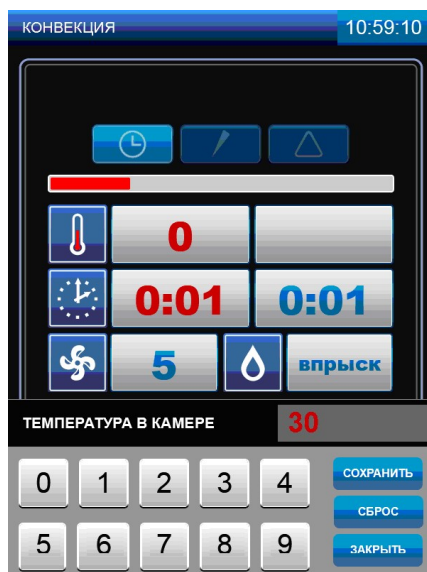 КОНВЕКЦИЯ 10:59:10
0
0:01 0:01
5 впрыск
ТЕМПЕРАТУРА В КАМЕРЕ 30
0 1 2 3 4 СОХРАНИТЬ
СБРОС
5 6 7 8 9 ЗАКРЫТЬ